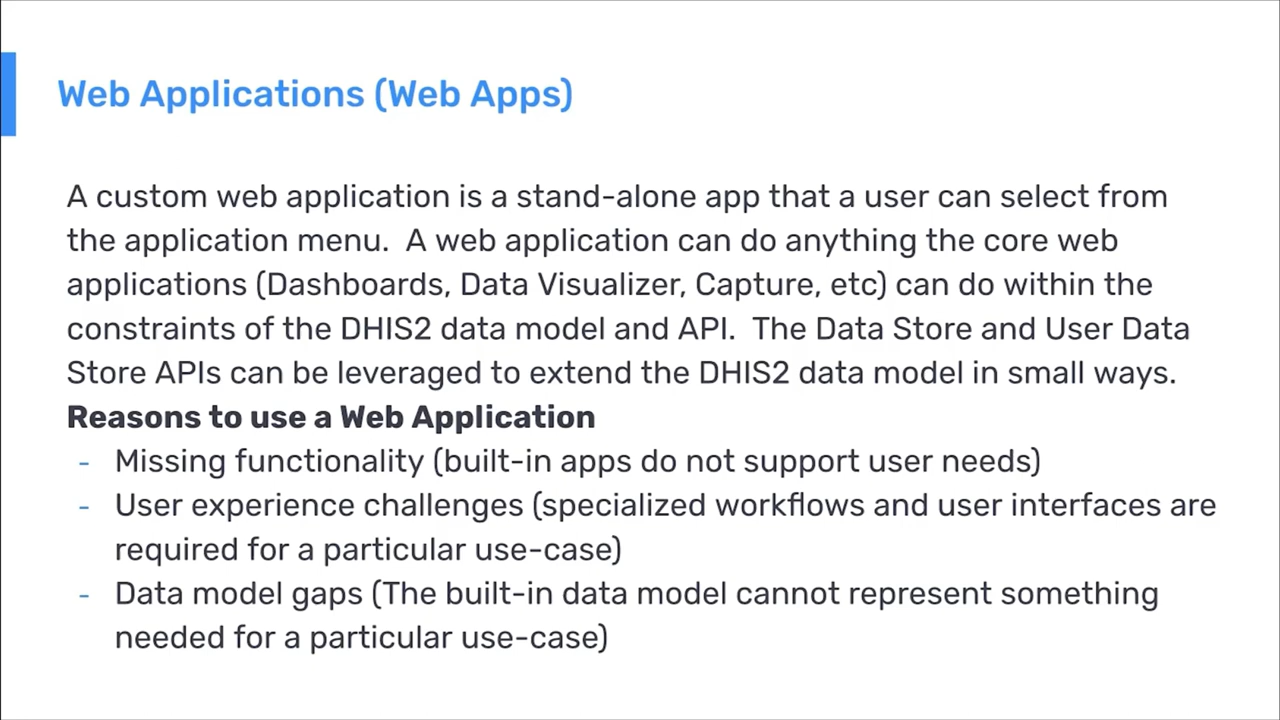 Web Applications (Web Apps)
A custom web application is a stand-alone app that a user can select from
the application menu.  A web application can do anything the core web
applications (Dashboards, Data Visualizer, Capture, etc) can do within the
constraints of the DHIS2 data model and API.  The Data Store and User Data
Store APIs can be leveraged to extend the DHIS2 data model in small ways.
Reasons to use a Web Application
- Missing functionality (built-in apps do not support user needs)
- User experience challenges (specialized workflows and user interfaces are
required for a particular use-case)
- Data model gaps (The built-in data model cannot represent something
needed for a particular use-case)